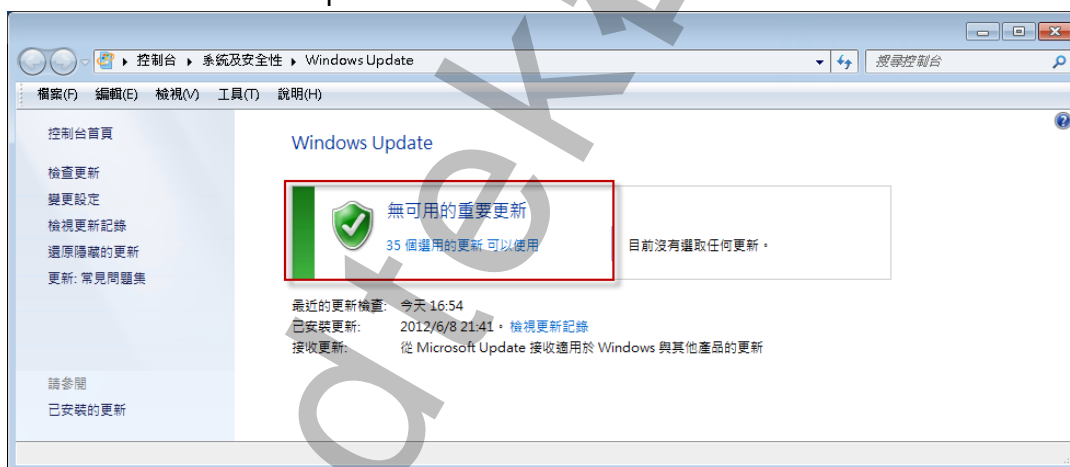 控制台 ▸ 系統及安全性 ▸ Windows Update
搜尋控制台
檔案(F) 編輯(E) 檢視(V) 工具(T) 說明(H)
控制台首頁
檢查更新
變更設定
檢視更新記錄
還原隱藏的更新
更新: 常見問題集
請參閱
已安裝的更新
Windows Update
無可用的重要更新
35 個選用的更新 可以使用
目前沒有選取任何更新。
最近的更新檢查: 今天 16:54
已安裝更新: 2012/6/8 21:41。檢視更新記錄
接收更新: 從 Microsoft Update 接收適用於 Windows 與其他產品的更新